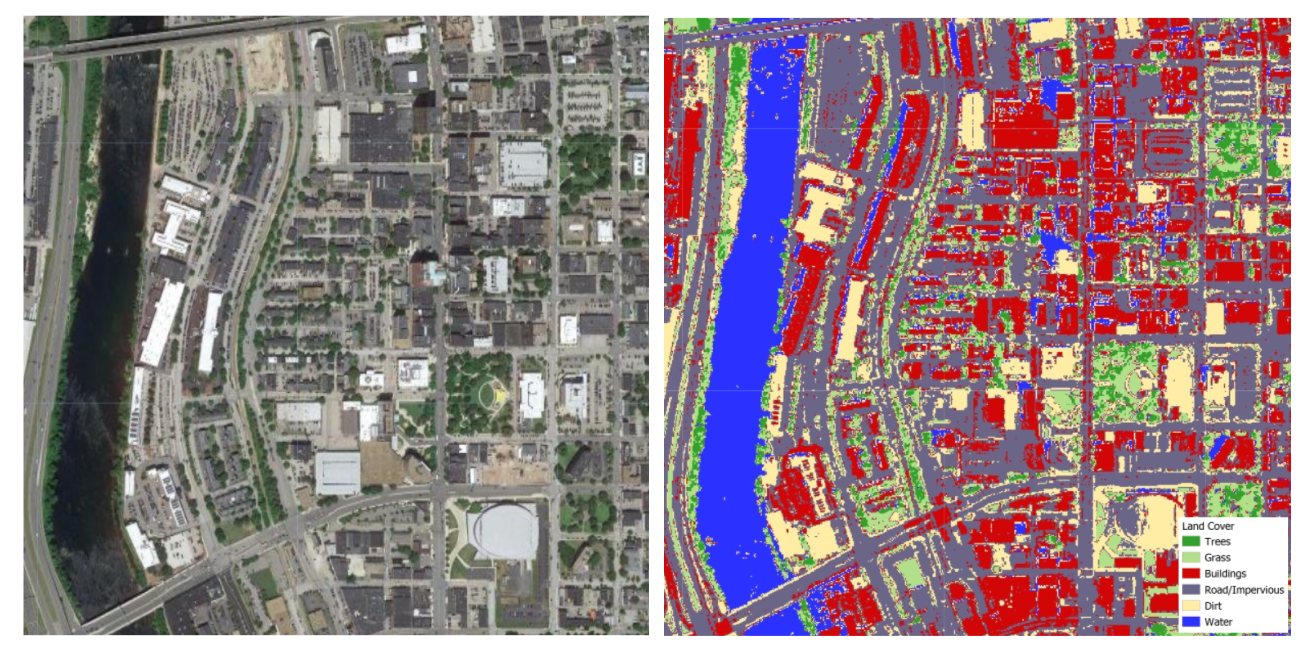 Land Cover
Trees
Grass
Buildings
Road/Impervious
Dirt
Water